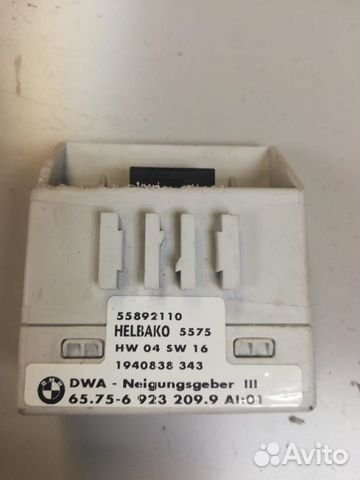 55892110
HELBAKO 5575
HW 04 SW 16
1940838 343
BMW DWA - Neigungsgeber III
65.75-6 923 209.9 AI:01
Avito